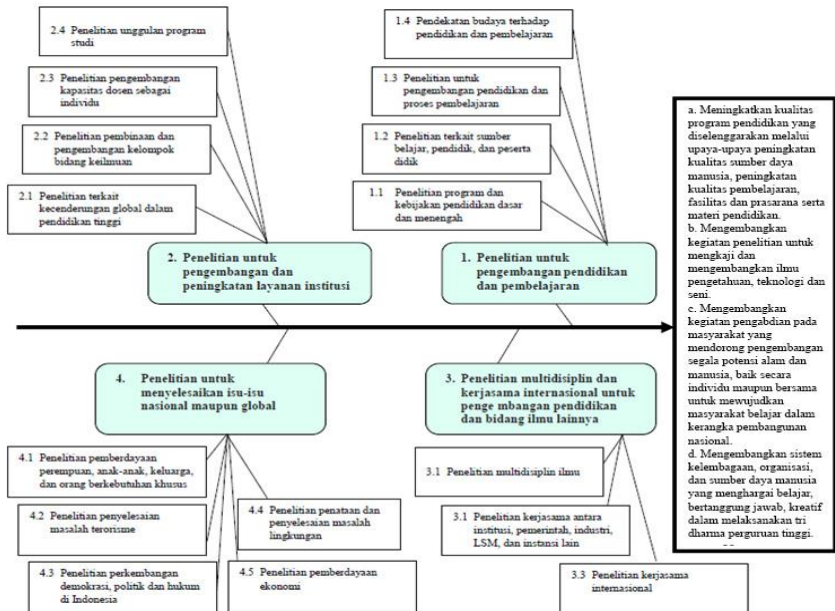 2.4 Penelitian unggulan program
studi
2.3 Penelitian pengembangan
kapasitas dosen sebagai
individu
2.2 Penelitian pembinaan dan
pengembangan kelompok
bidang keilmuan
2.1 Penelitian terkait
kecenderungan global dalam
pendidikan tinggi
2. Penelitian untuk
pengembangan dan
peningkatan layanan institusi
1.4 Pendekatan budaya terhadap
pendidikan dan pembelajaran
1.3 Penelitian untuk
pengembangan pendidikan dan
proses pembelajaran
1.2 Penelitian terkait sumber
belajar, pendidik, dan peserta
didik
1.1 Penelitian program dan
kebijakan pendidikan dasar
dan menengah
1. Penelitian untuk
pengembangan pendidikan
dan pembelajaran
4. Penelitian untuk
menyelesaikan isu-isu
nasional maupun global
4.1 Penelitian pemberdayaan
perempuan, anak-anak, keluarga,
dan orang berkebutuhan khusus
4.2 Penelitian penyelesaian
masalah terorisme
4.3 Penelitian perkembangan
demokrasi, politik dan hukum
di Indonesia
4.4 Penelitian penataan dan
penyelesaian masalah
lingkungan
4.5 Penelitian pemberdayaan
ekonomi
3. Penelitian multidisiplin dan
kerjasama internasional untuk
penge mbangan pendidikan
dan bidang ilmu lainnya
3.1 Penelitian multidisiplin ilmu
3.1 Penelitian kerjasama antara
institusi, pemerintah, industri,
LSM, dan instansi lain
3.3 Penelitian kerjasama
internasional
a. Meningkatkan kualitas
program pendidikan yang
diselenggarakan melalui
upaya-upaya peningkatan
kualitas sumber daya
manusia, peningkatan
kualitas pembelajaran,
fasilitas dan prasarana serta
materi pendidikan.
b. Mengembangkan
kegiatan penelitian untuk
mengkaji dan
mengembangkan ilmu
pengetahuan, teknologi dan
seni.
c. Mengembangkan
kegiatan pengabdian pada
masyarakat yang
mendorong pengembangan
segala potensi alam dan
manusia, baik secara
individu maupun bersama
untuk mewujudkan
masyarakat belajar dalam
kerangka pembangunan
nasional.
d. Mengembangkan sistem
kelembagaan, organisasi,
dan sumber daya manusia
yang menghargai belajar,
bertanggung jawab, kreatif
dalam melaksanakan tri
dharma perguruan tinggi.